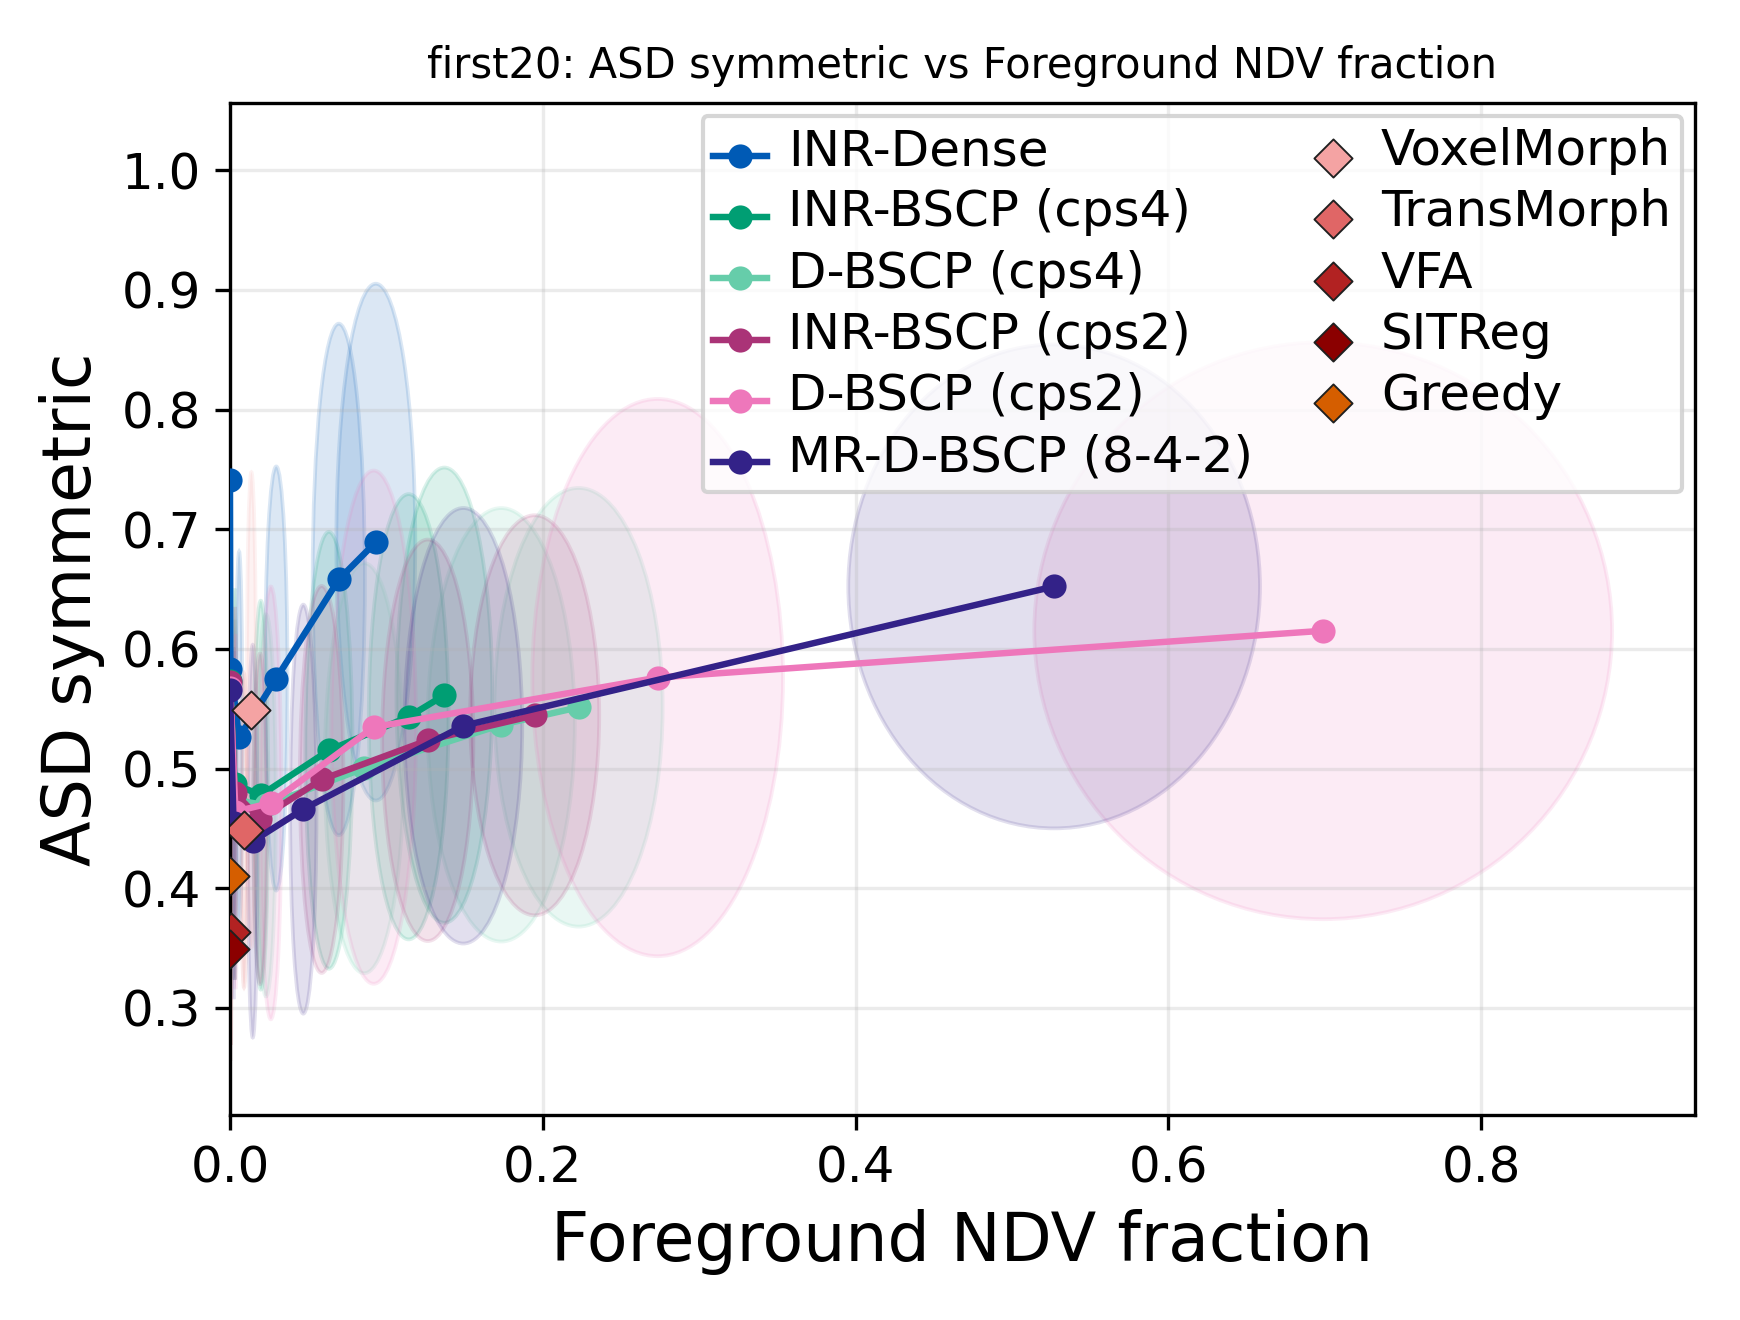 first20: ASD symmetric vs Foreground NDV fraction
ASD symmetric
1.0
0.9
0.8
0.7
0.6
0.5
0.4
0.3
INR-Dense
INR-BSCP (cps4)
D-BSCP (cps4)
INR-BSCP (cps2)
D-BSCP (cps2)
MR-D-BSCP (8-4-2)
VoxelMorph
TransMorph
VFA
SITReg
Greedy
0.0
0.2
0.4
0.6
0.8
Foreground NDV fraction